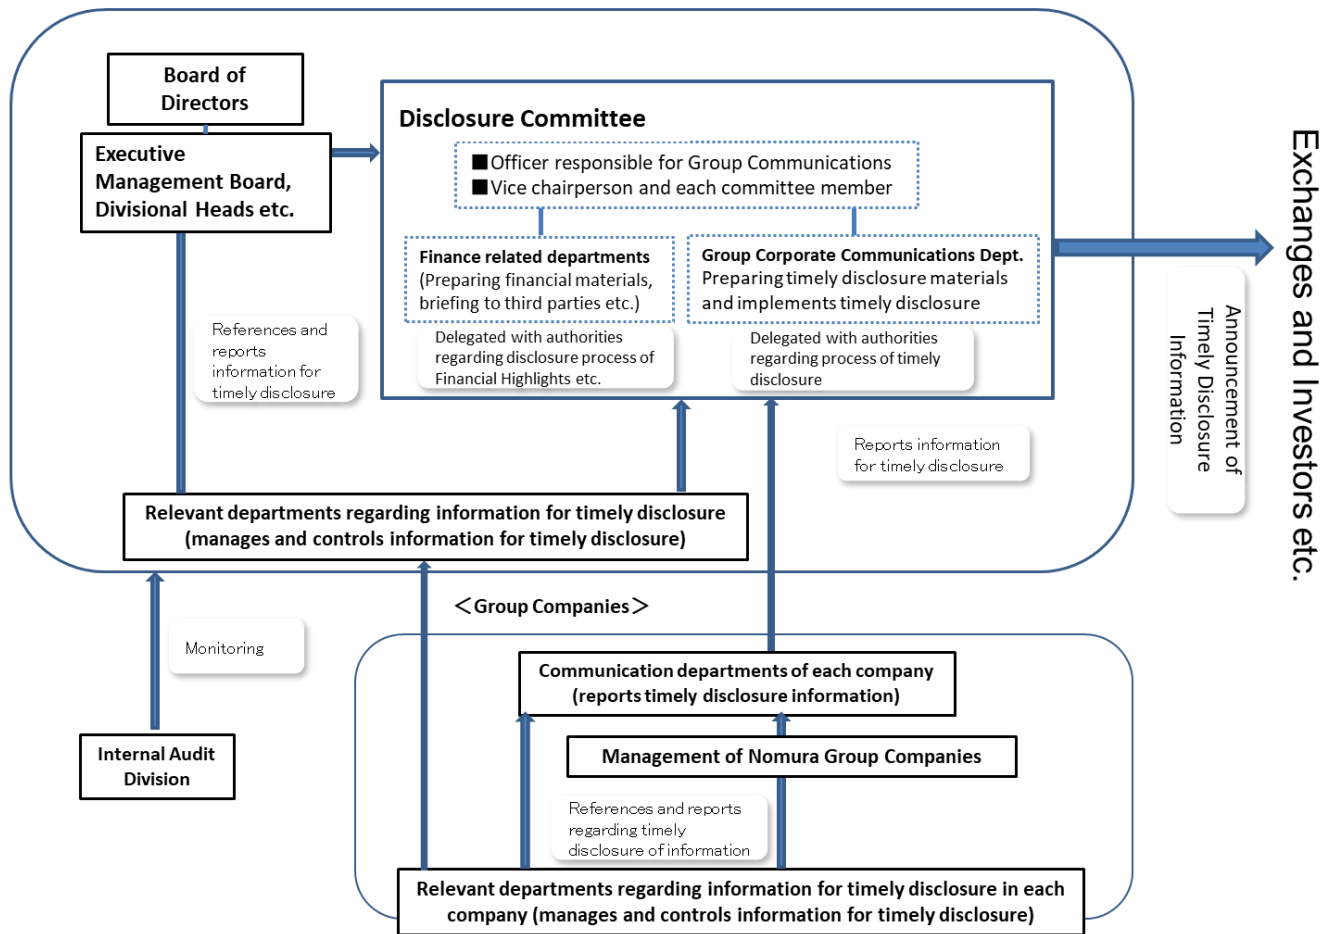 Board of
Directors
Executive
Management Board,
Divisional Heads etc.
Disclosure Committee
■Officer responsible for Group Communications
■Vice chairperson and each committee member
Finance related departments
(Preparing financial materials,
briefing to third parties etc.)
Group Corporate Communications Dept.
Preparing timely disclosure materials
and implements timely disclosure
Delegated with authorities
regarding disclosure process of
Financial Highlights etc.
Delegated with authorities
regarding process of timely
disclosure
References and
reports
information for
timely disclosure
Reports information
for timely disclosure
Announcement of
Timely Disclosure
Information
Exchanges and Investors etc.
Relevant departments regarding information for timely disclosure
(manages and controls information for timely disclosure)
Monitoring
Internal Audit
Division
＜Group Companies＞
Communication departments of each company
(reports timely disclosure information)
Management of Nomura Group Companies
References and reports
regarding timely
disclosure of information
Relevant departments regarding information for timely disclosure in each
company (manages and controls information for timely disclosure)